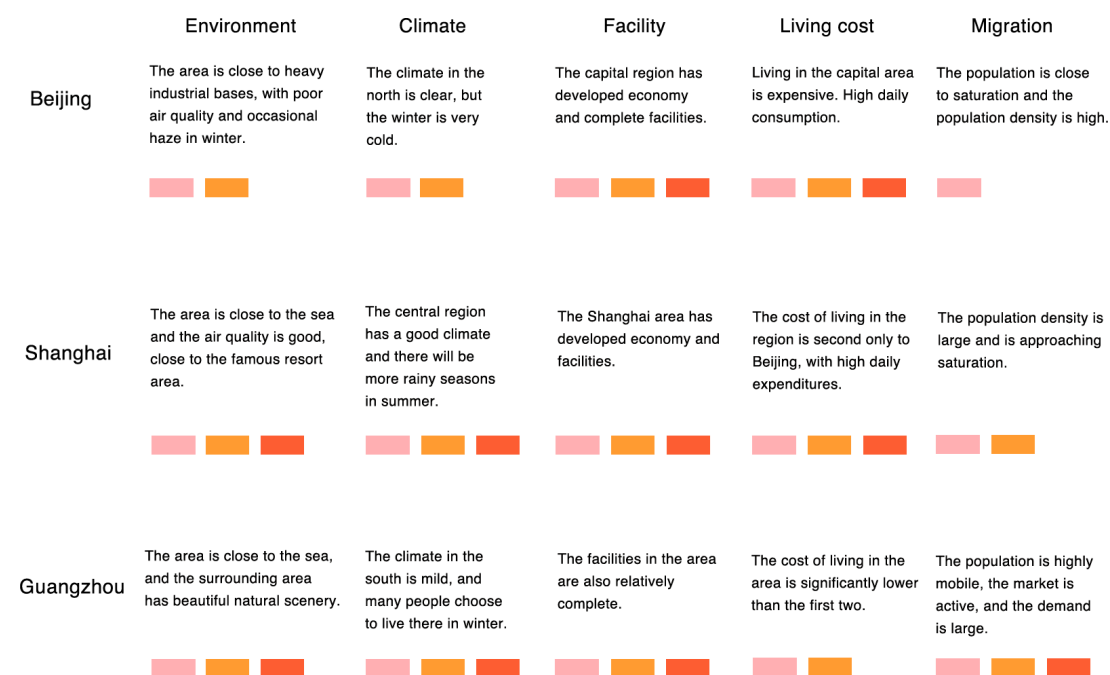 Environment Climate Facility Living cost Migration
Beijing
The area is close to heavy
industrial bases, with poor
air quality and occasional
haze in winter.
The climate in the
north is clear, but
the winter is very
cold.
The capital region has
developed economy
and complete facilities.
Living in the capital area
is expensive. High daily
consumption.
The population is close
to saturation and the
population density is high.
Shanghai
The area is close to the sea
and the air quality is good,
close to the famous resort
area.
The central region
has a good climate
and there will be
more rainy seasons
in summer.
The Shanghai area has
developed economy and
facilities.
The cost of living in the
region is second only to
Beijing, with high daily
expenditures.
The population density is
large and is approaching
saturation.
Guangzhou
The area is close to the sea,
and the surrounding area
has beautiful natural scenery.
The climate in the
south is mild, and
many people choose
to live there in winter.
The facilities in the area
are also relatively
complete.
The cost of living in the
area is significantly lower
than the first two.
The population is highly
mobile, the market is
active, and the demand
is large.